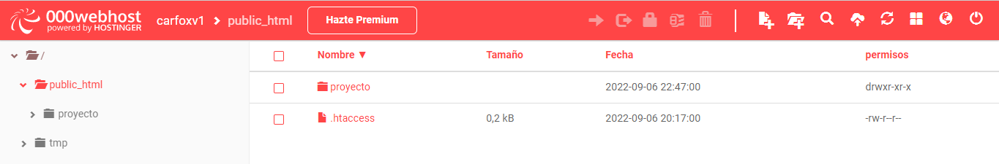 000webhost
powered by HOSTINGER
carfoxv1 > public_html
Hazte Premium
/
public_html
proyecto
tmp
Nombre ▼ Tamaño Fecha permisos
proyecto 2022-09-06 22:47:00 drwxr-xr-x
.htaccess 0,2 kB 2022-09-06 20:17:00 -rw-r--r--